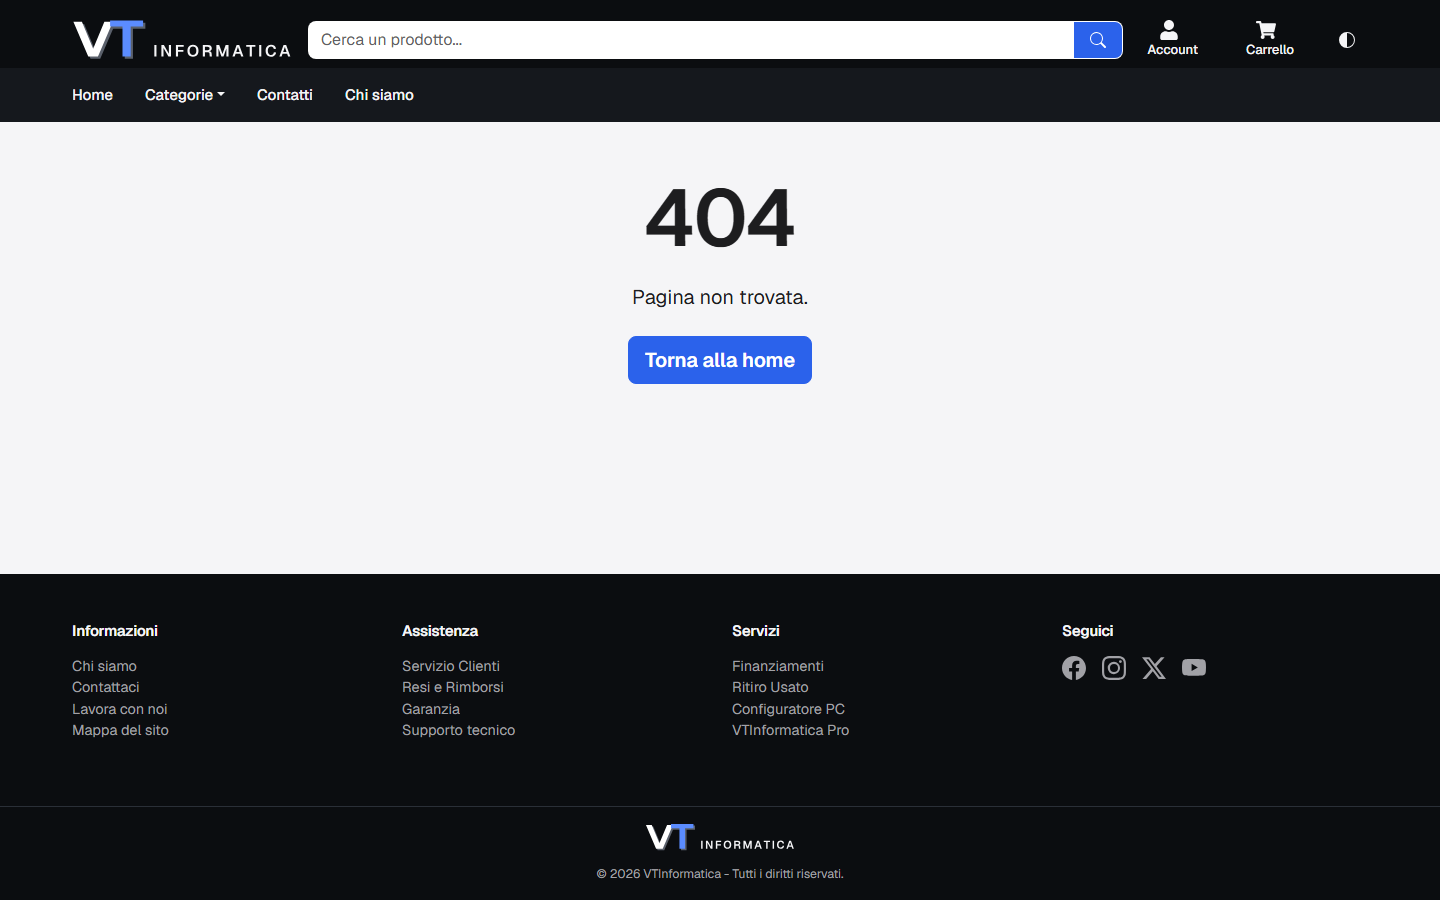 VT INFORMATICA
Cerca un prodotto...
Account
Carrello
Home
Categorie
Contatti
Chi siamo
404
Pagina non trovata.
Torna alla home
Informazioni
Chi siamo
Contattaci
Lavora con noi
Mappa del sito
Assistenza
Servizio Clienti
Resi e Rimborsi
Garanzia
Supporto tecnico
Servizi
Finanziamenti
Ritiro Usato
Configuratore PC
VTInformatica Pro
Seguici
VT INFORMATICA
© 2026 VTInformatica - Tutti i diritti riservati.